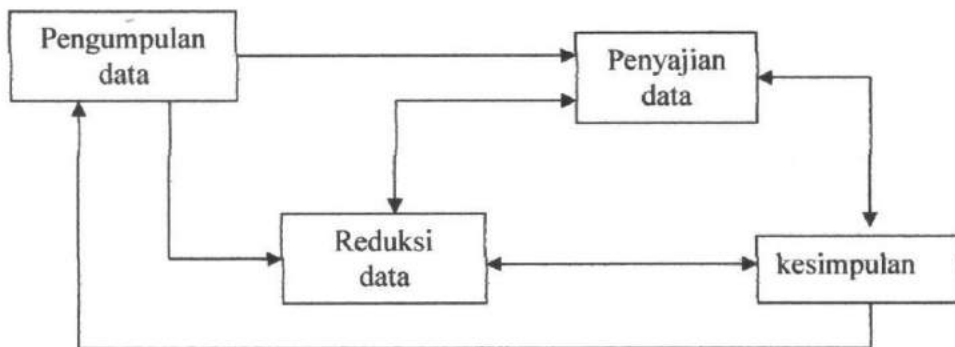 Pengumpulan
data
Penyajian
data
Reduksi
data
kesimpulan